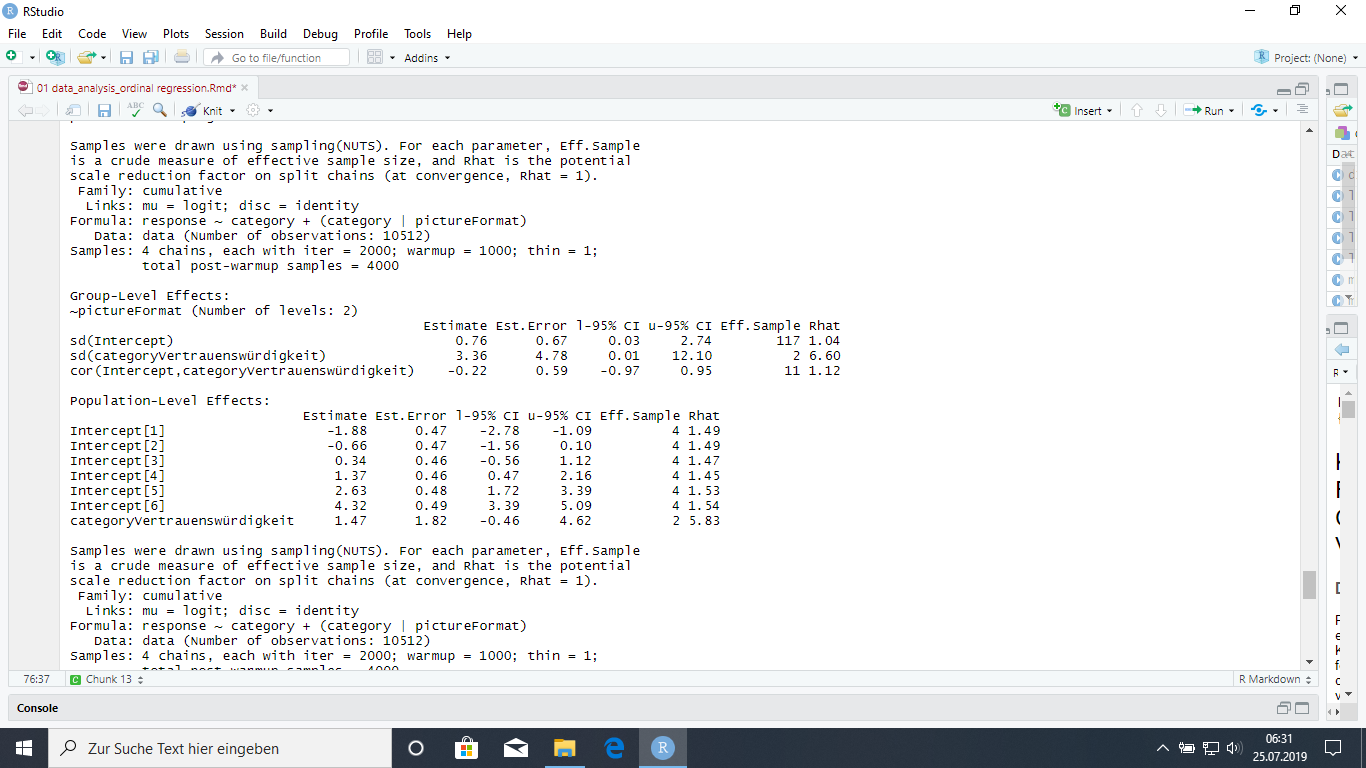 RStudio
File Edit Code View Plots Session Build Debug Profile Tools Help
Go to file/function Addins Project: (None)
01 data_analysis_ordinal regression.Rmd*
ABC Knit Insert Run
Samples were drawn using sampling(NUTS). For each parameter, Eff.Sample
is a crude measure of effective sample size, and Rhat is the potential
scale reduction factor on split chains (at convergence, Rhat = 1).
Family: cumulative
Links: mu = logit; disc = identity
Formula: response ~ category + (category | pictureFormat)
Data: data (Number of observations: 10512)
Samples: 4 chains, each with iter = 2000; warmup = 1000; thin = 1;
total post-warmup samples = 4000
Group-Level Effects:
~pictureFormat (Number of levels: 2)
Estimate Est.Error l-95% CI u-95% CI Eff.Sample Rhat
sd(Intercept) 0.76 0.67 0.03 2.74 117 1.04
sd(categoryVertrauenswürdigkeit) 3.36 4.78 0.01 12.10 2 6.60
cor(Intercept,categoryVertrauenswürdigkeit) -0.22 0.59 -0.97 0.95 11 1.12
Population-Level Effects:
Estimate Est.Error l-95% CI u-95% CI Eff.Sample Rhat
Intercept[1] -1.88 0.47 -2.78 -1.09 4 1.49
Intercept[2] -0.66 0.47 -1.56 0.10 4 1.49
Intercept[3] 0.34 0.46 -0.56 1.12 4 1.47
Intercept[4] 1.37 0.46 0.47 2.16 4 1.45
Intercept[5] 2.63 0.48 1.72 3.39 4 1.53
Intercept[6] 4.32 0.49 3.39 5.09 4 1.54
categoryVertrauenswürdigkeit 1.47 1.82 -0.46 4.62 2 5.83
Samples were drawn using sampling(NUTS). For each parameter, Eff.Sample
is a crude measure of effective sample size, and Rhat is the potential
scale reduction factor on split chains (at convergence, Rhat = 1).
Family: cumulative
Links: mu = logit; disc = identity
Formula: response ~ category + (category | pictureFormat)
Data: data (Number of observations: 10512)
Samples: 4 chains, each with iter = 2000; warmup = 1000; thin = 1;
total post-warmup samples = 4000
76:37 Chunk 13 R Markdown
Console
Zur Suche Text hier eingeben
06:31
25.07.2019